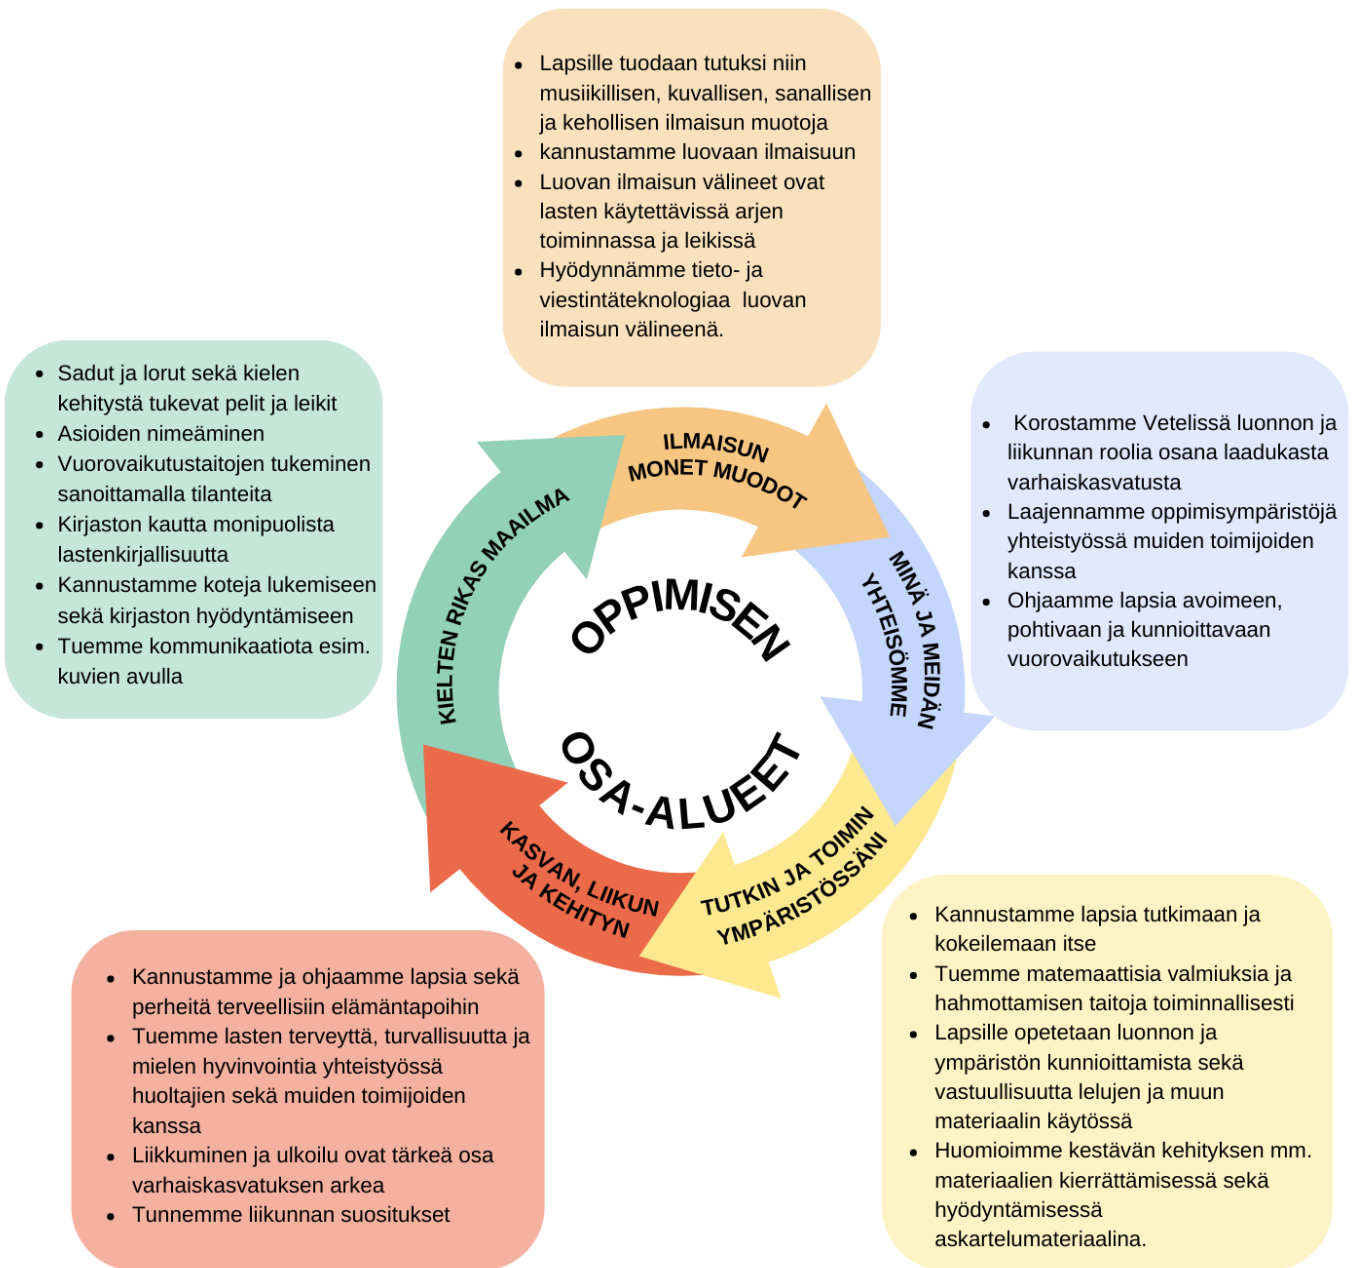 • Lapsille tuodaan tutuksi niin
musiikillisen, kuvallisen, sanallisen
ja kehollisen ilmaisun muotoja
• kannustamme luovaan ilmaisuun
• Luovan ilmaisun välineet ovat
lasten käytettävissä arjen
toiminnassa ja leikissä
• Hyödynnämme tieto- ja
viestintäteknologiaa luovan
ilmaisun välineenä.
• Sadut ja lorut sekä kielen
kehitystä tukevat pelit ja leikit
• Asioiden nimeäminen
• Vuorovaikutustaitojen tukeminen
sanoittamalla tilanteita
• Kirjaston kautta monipuolista
lastenkirjallisuutta
• Kannustamme koteja lukemiseen
sekä kirjaston hyödyntämiseen
• Tuemme kommunikaatiota esim.
kuvien avulla
• Korostamme Vetelissä luonnon ja
liikunnan roolia osana laadukasta
varhaiskasvatusta
• Laajennamme oppimisympäristöjä
yhteistyössä muiden toimijoiden
kanssa
• Ohjaamme lapsia avoimeen,
pohtivaan ja kunnioittavaan
vuorovaikutukseen
ILMAISUN
MONET MUODOT
MINÄ JA MEIDÄN
YHTEISÖMME
TUTKIN JA TOIMIN
YMPÄRISTÖSSÄNI
KASVAN, LIIKUN
JA KEHITYN
KIELTEN RIKAS MAAILMA
OPPIMISEN
OSA-ALUEET
• Kannustamme ja ohjaamme lapsia sekä
perheitä terveellisiin elämäntapoihin
• Tuemme lasten terveyttä, turvallisuutta ja
mielen hyvinvointia yhteistyössä
huoltajien sekä muiden toimijoiden
kanssa
• Liikkuminen ja ulkoilu ovat tärkeä osa
varhaiskasvatuksen arkea
• Tunnemme liikunnan suositukset
• Kannustamme lapsia tutkimaan ja
kokeilemaan itse
• Tuemme matemaattisia valmiuksia ja
hahmottamisen taitoja toiminnallisesti
• Lapsille opetetaan luonnon ja
ympäristön kunnioittamista sekä
vastuullisuutta lelujen ja muun
materiaalin käytössä
• Huomioimme kestävän kehityksen mm.
materiaalien kierrättämisessä sekä
hyödyntämisessä
askartelumateriaalina.